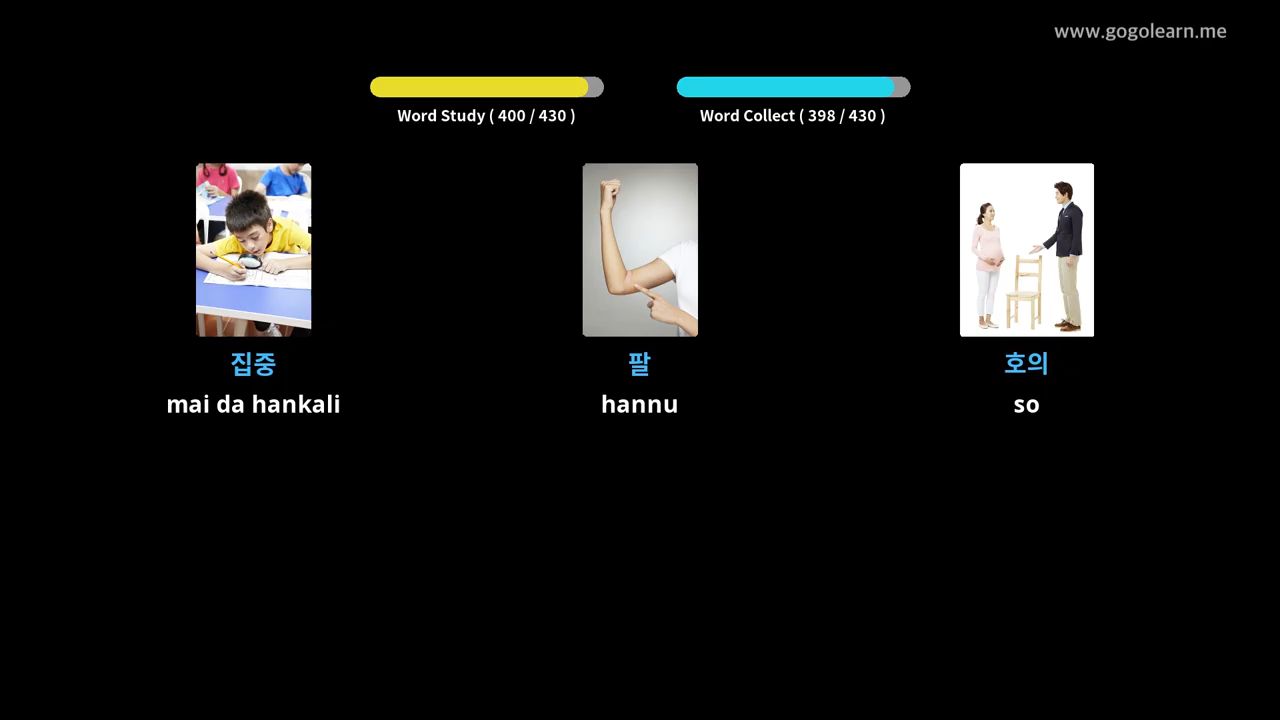 www.gogolearn.me
Word Study ( 400 / 430 )
Word Collect ( 398 / 430 )
집중
팔
호의
mai da hankali
hannu
so